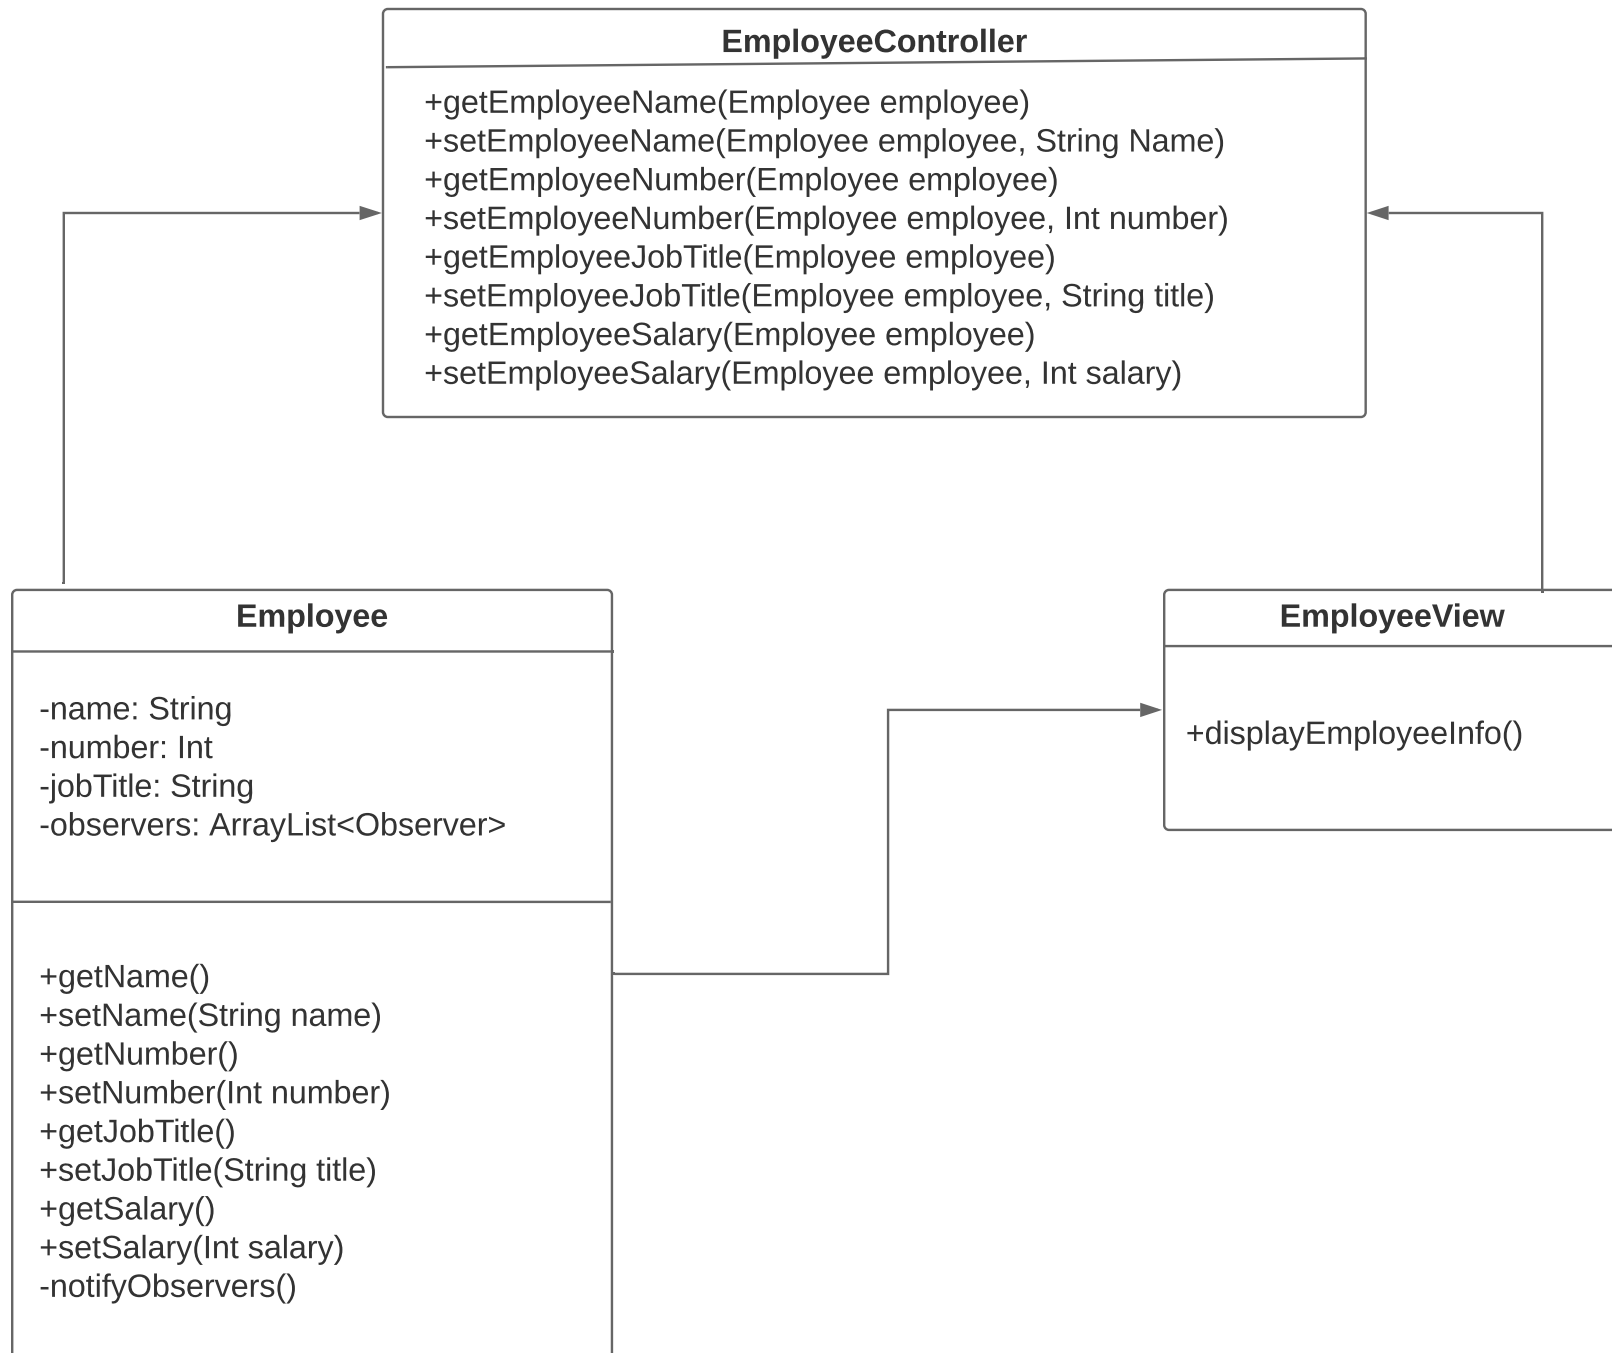 EmployeeController
+getEmployeeName(Employee employee)
+setEmployeeName(Employee employee, String Name)
+getEmployeeNumber(Employee employee)
+setEmployeeNumber(Employee employee, Int number)
+getEmployeeJobTitle(Employee employee)
+setEmployeeJobTitle(Employee employee, String title)
+getEmployeeSalary(Employee employee)
+setEmployeeSalary(Employee employee, Int salary)
Employee
-name: String
-number: Int
-jobTitle: String
-observers: ArrayList<Observer>
+getName()
+setName(String name)
+getNumber()
+setNumber(Int number)
+getJobTitle()
+setJobTitle(String title)
+getSalary()
+setSalary(Int salary)
-notifyObservers()
EmployeeView
+displayEmployeeInfo()